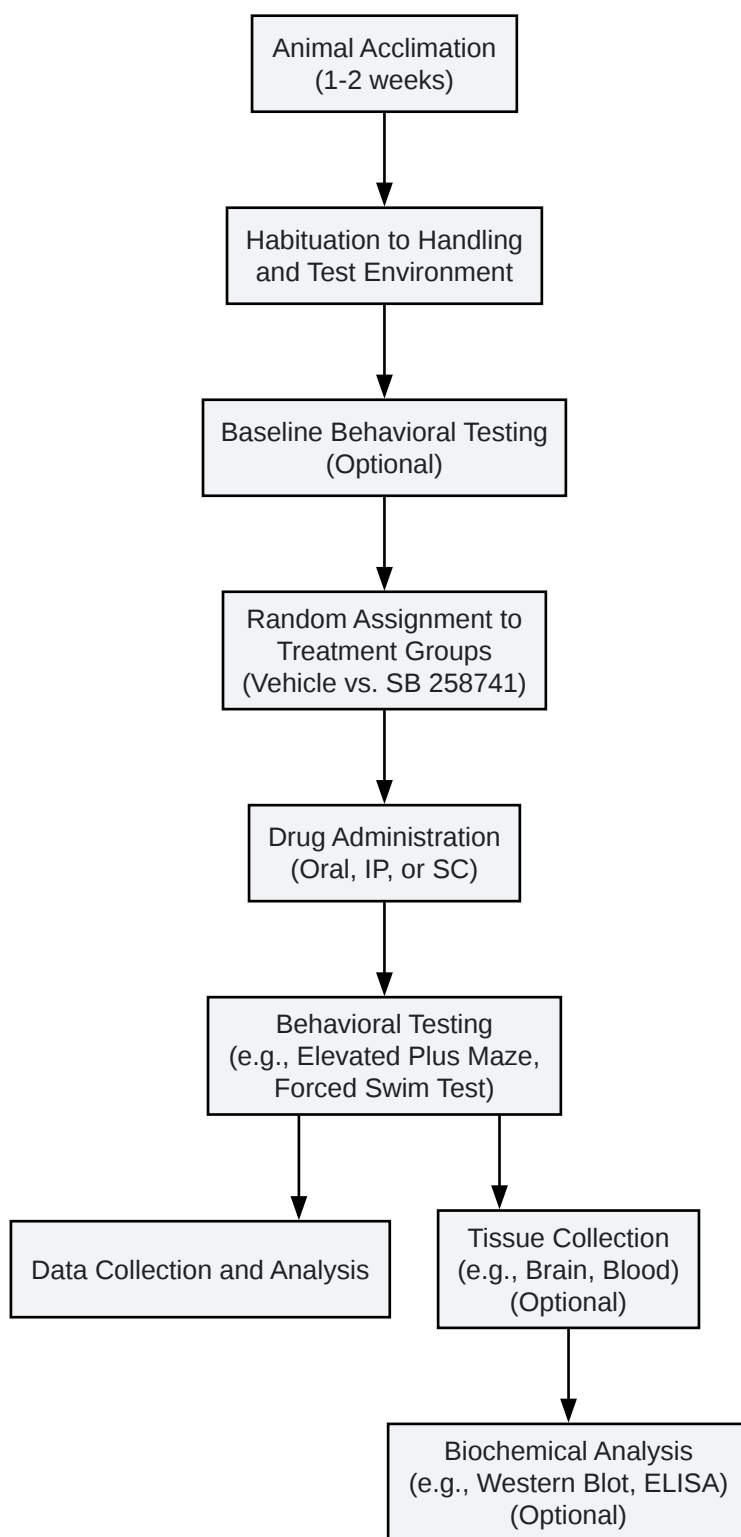 Animal Acclimation
(1-2 weeks)
Habituation to Handling
and Test Environment
Baseline Behavioral Testing
(Optional)
Random Assignment to
Treatment Groups
(Vehicle vs. SB 258741)
Drug Administration
(Oral, IP, or SC)
Behavioral Testing
(e.g., Elevated Plus Maze,
Forced Swim Test)
Data Collection and Analysis
Tissue Collection
(e.g., Brain, Blood)
(Optional)
Biochemical Analysis
(e.g., Western Blot, ELISA)
(Optional)